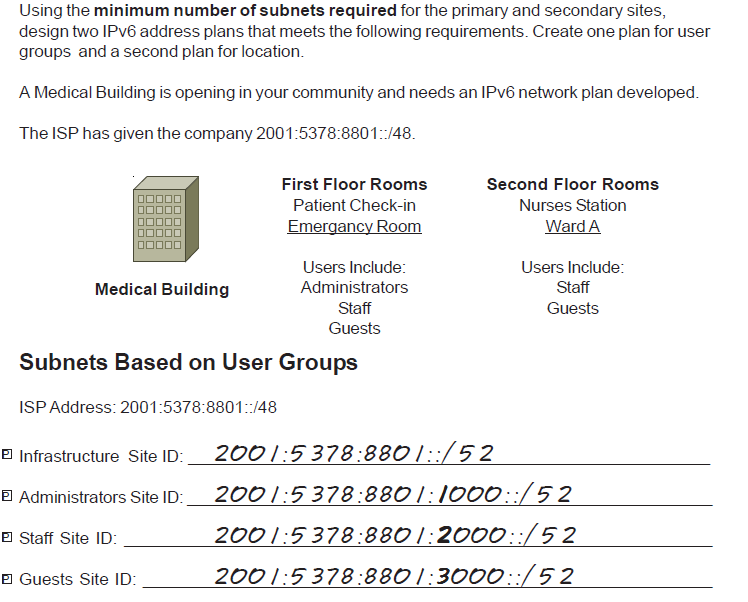 Using the minimum number of subnets required for the primary and secondary sites,
design two IPv6 address plans that meets the following requirements. Create one plan for user
groups and a second plan for location.
A Medical Building is opening in your community and needs an IPv6 network plan developed.
The ISP has given the company 2001:5378:8801::/48.
Medical Building
First Floor Rooms
Patient Check-in
Emergancy Room
Users Include:
Administrators
Staff
Guests
Second Floor Rooms
Nurses Station
Ward A
Users Include:
Staff
Guests
Subnets Based on User Groups
ISP Address: 2001:5378:8801::/48
Infrastructure Site ID: 2001:5378:8801::/52
Administrators Site ID: 2001:5378:8801:1000::/52
Staff Site ID: 2001:5378:8801:2000::/52
Guests Site ID: 2001:5378:8801:3000::/52